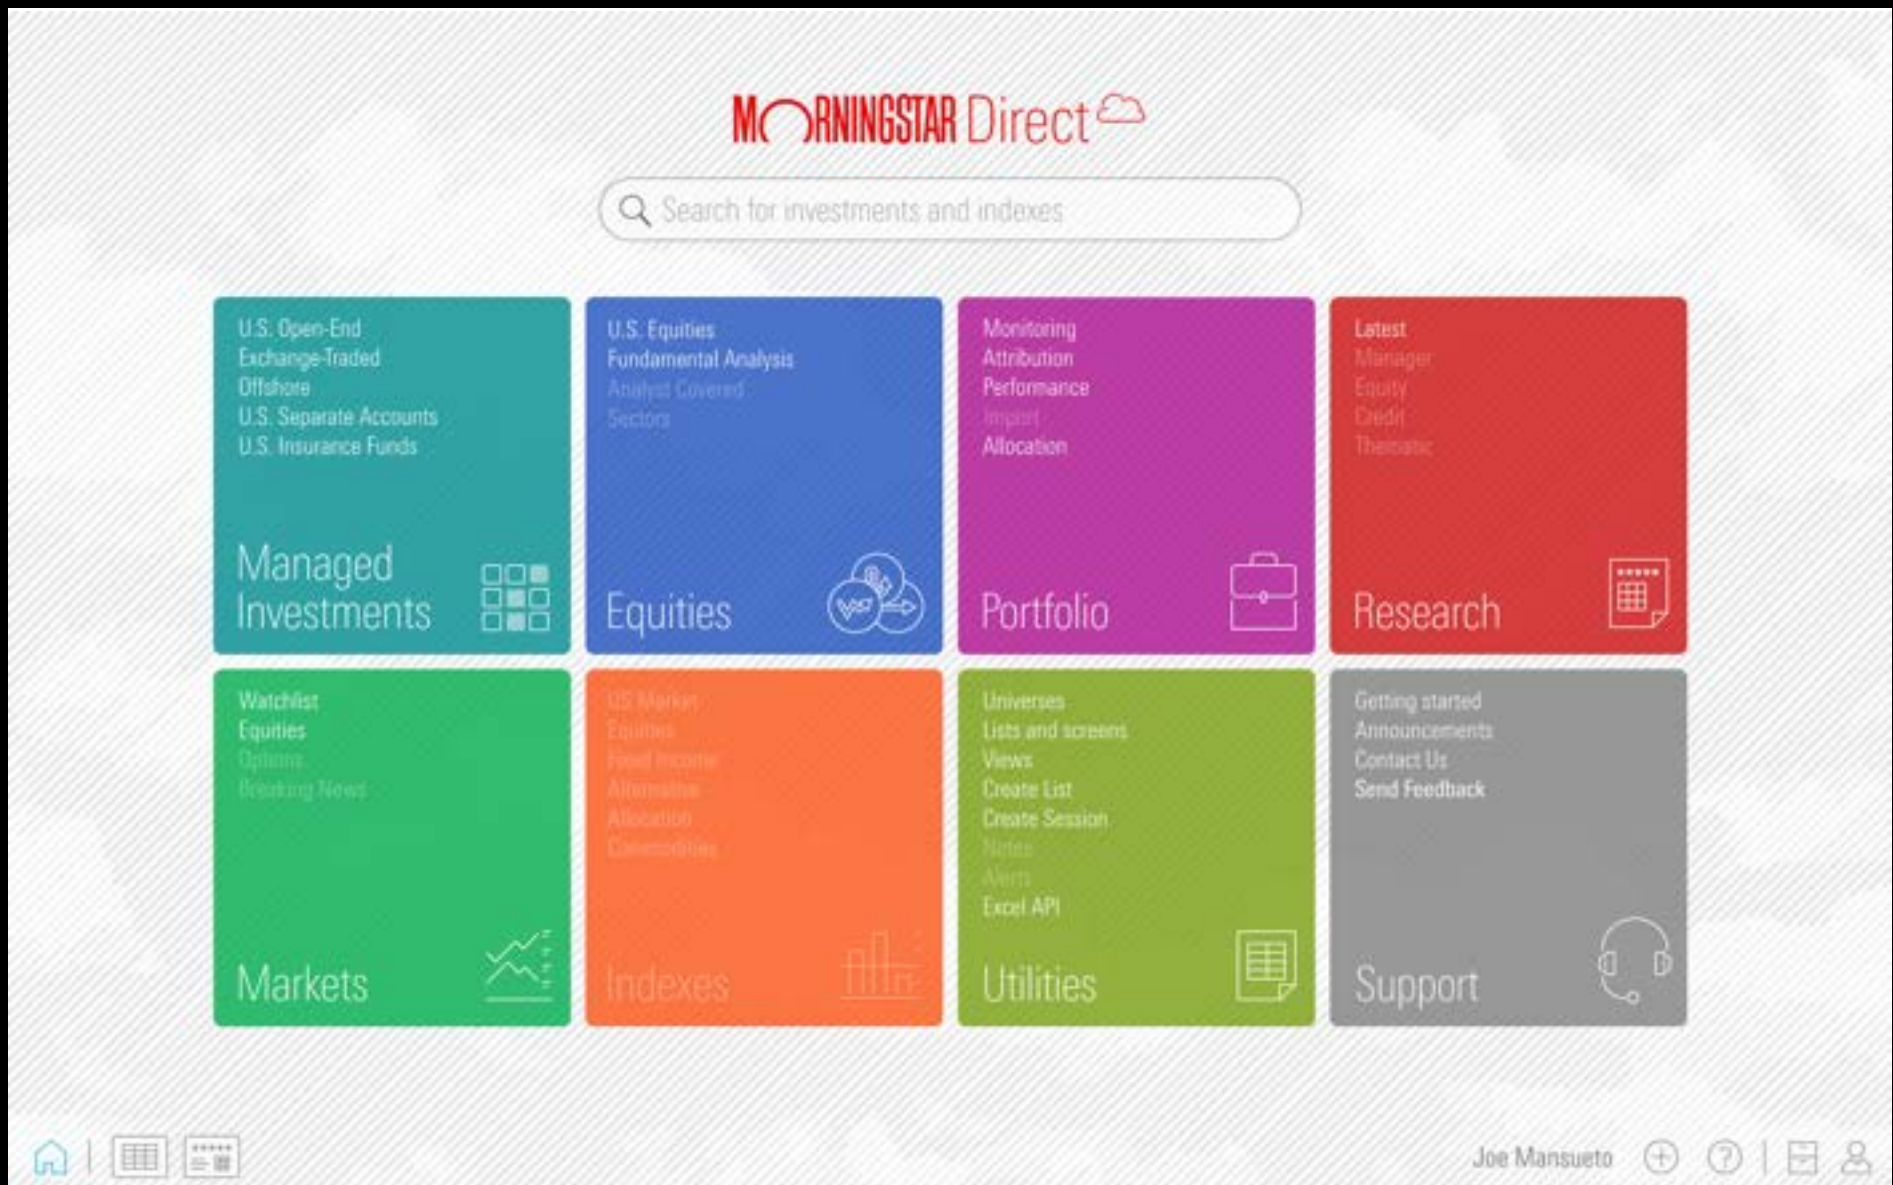 MORNINGSTAR Direct
Search for investments and indexes
U.S. Open-End
Exchange-Traded
Offshore
U.S. Separate Accounts
U.S. Insurance Funds
Managed
Investments
U.S. Equities
Fundamental Analysis
Analyst Covered
Sectors
Equities
Monitoring
Attribution
Performance
Import
Allocation
Portfolio
Latest
Manager
Equity
Credit
Thematic
Research
Watchlist
Equities
Options
Breaking News
Markets
US Market
Equities
Fixed Income
Alternative
Allocation
Commodities
Indexes
Universes
Lists and screens
Views
Create List
Create Session
Notes
Alerts
Excel API
Utilities
Getting started
Announcements
Contact Us
Send Feedback
Support
Joe Mansueto